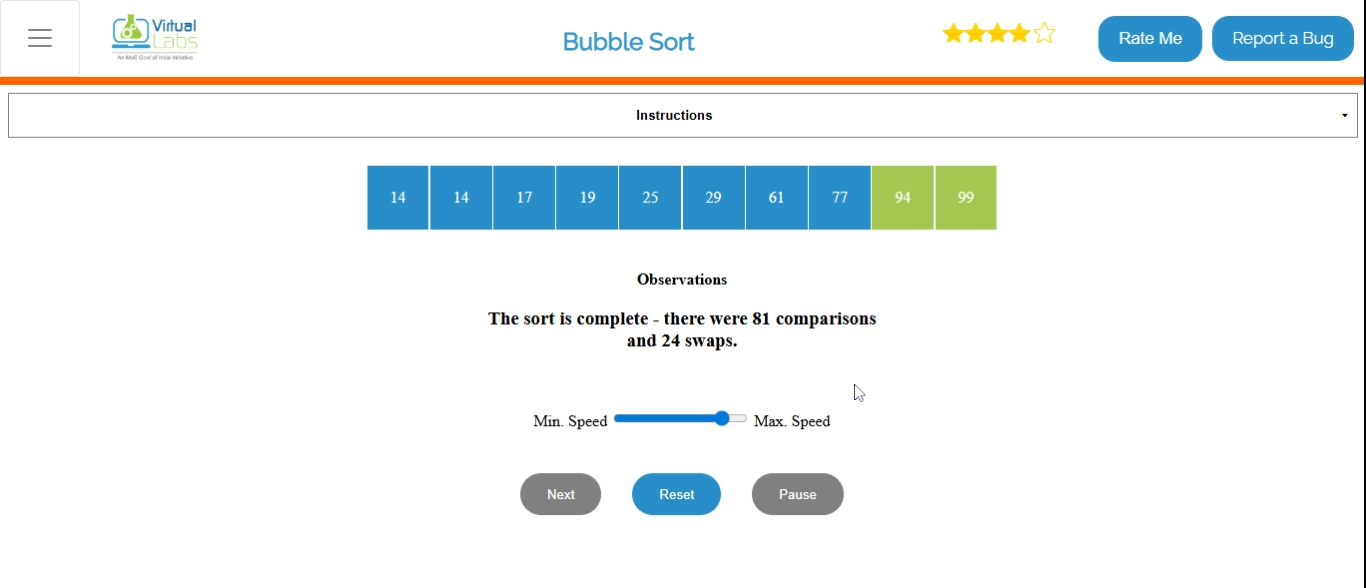 Virtual
Labs
An MoE Govt of India Initiative
Bubble Sort
Rate Me
Report a Bug
Instructions
14 14 17 19 25 29 61 77 94 99
Observations
The sort is complete - there were 81 comparisons
and 24 swaps.
Min. Speed Max. Speed
Next Reset Pause